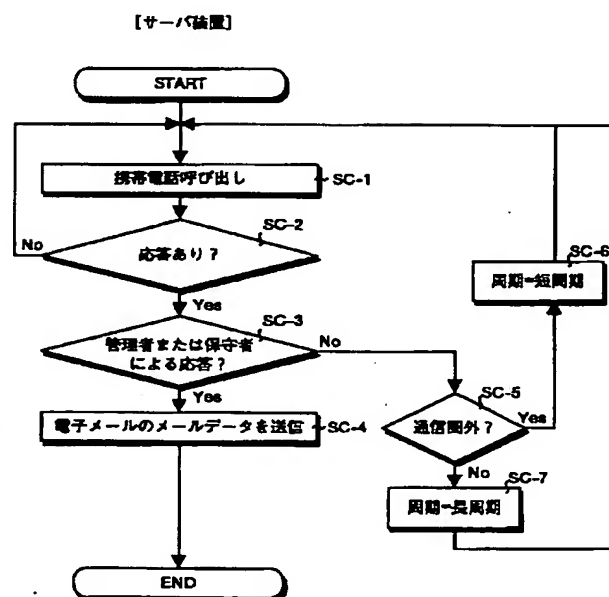 [サーバ装置]
START
携帯電話呼び出し
SC-1
SC-2
応答あり？
No
Yes
SC-3
管理者または保守者
による応答？
No
Yes
電子メールのメールデータを送信
SC-4
SC-5
通信圏外？
Yes
No
SC-6
周期=短周期
SC-7
周期=長周期
END